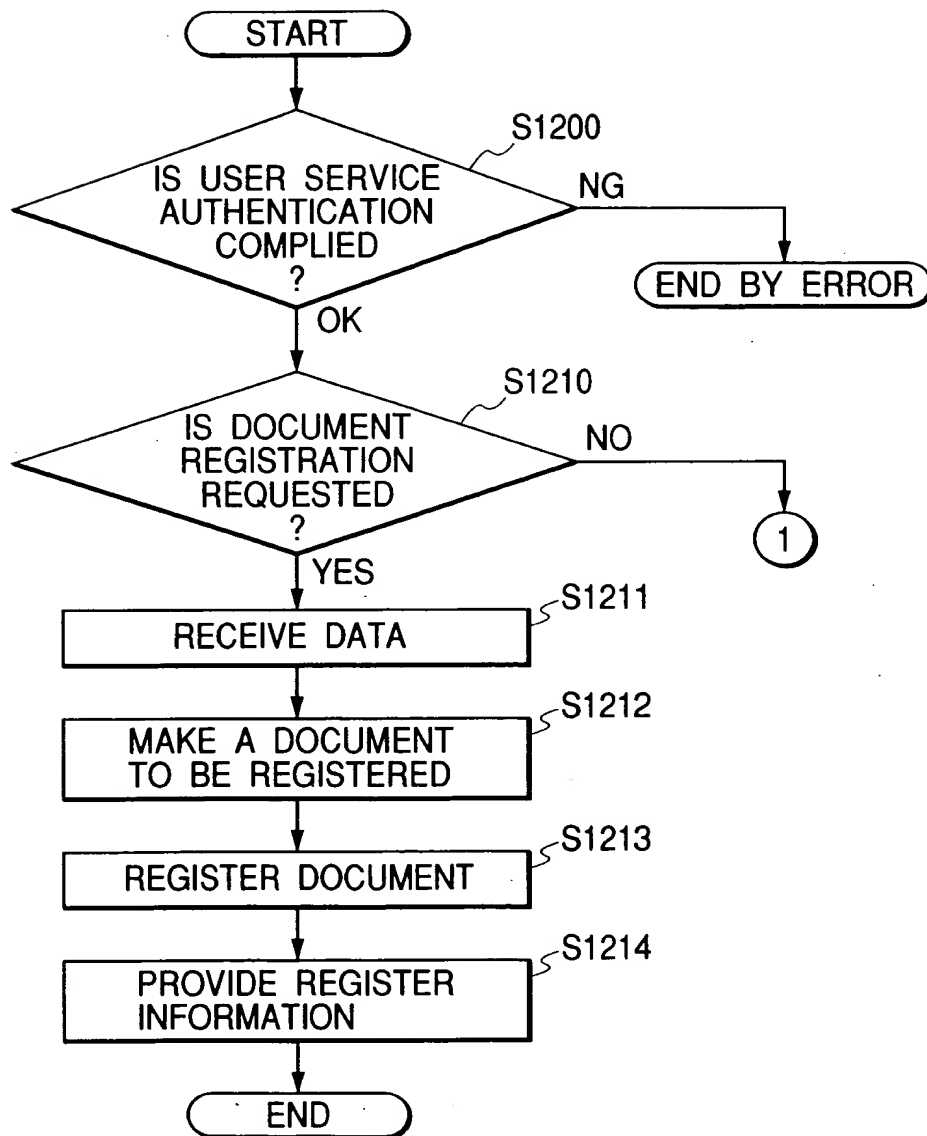 START
S1200
IS USER SERVICE
AUTHENTICATION
COMPLIED
?
NG
END BY ERROR
OK
S1210
IS DOCUMENT
REGISTRATION
REQUESTED
?
NO
1
YES
S1211
RECEIVE DATA
S1212
MAKE A DOCUMENT
TO BE REGISTERED
S1213
REGISTER DOCUMENT
S1214
PROVIDE REGISTER
INFORMATION
END